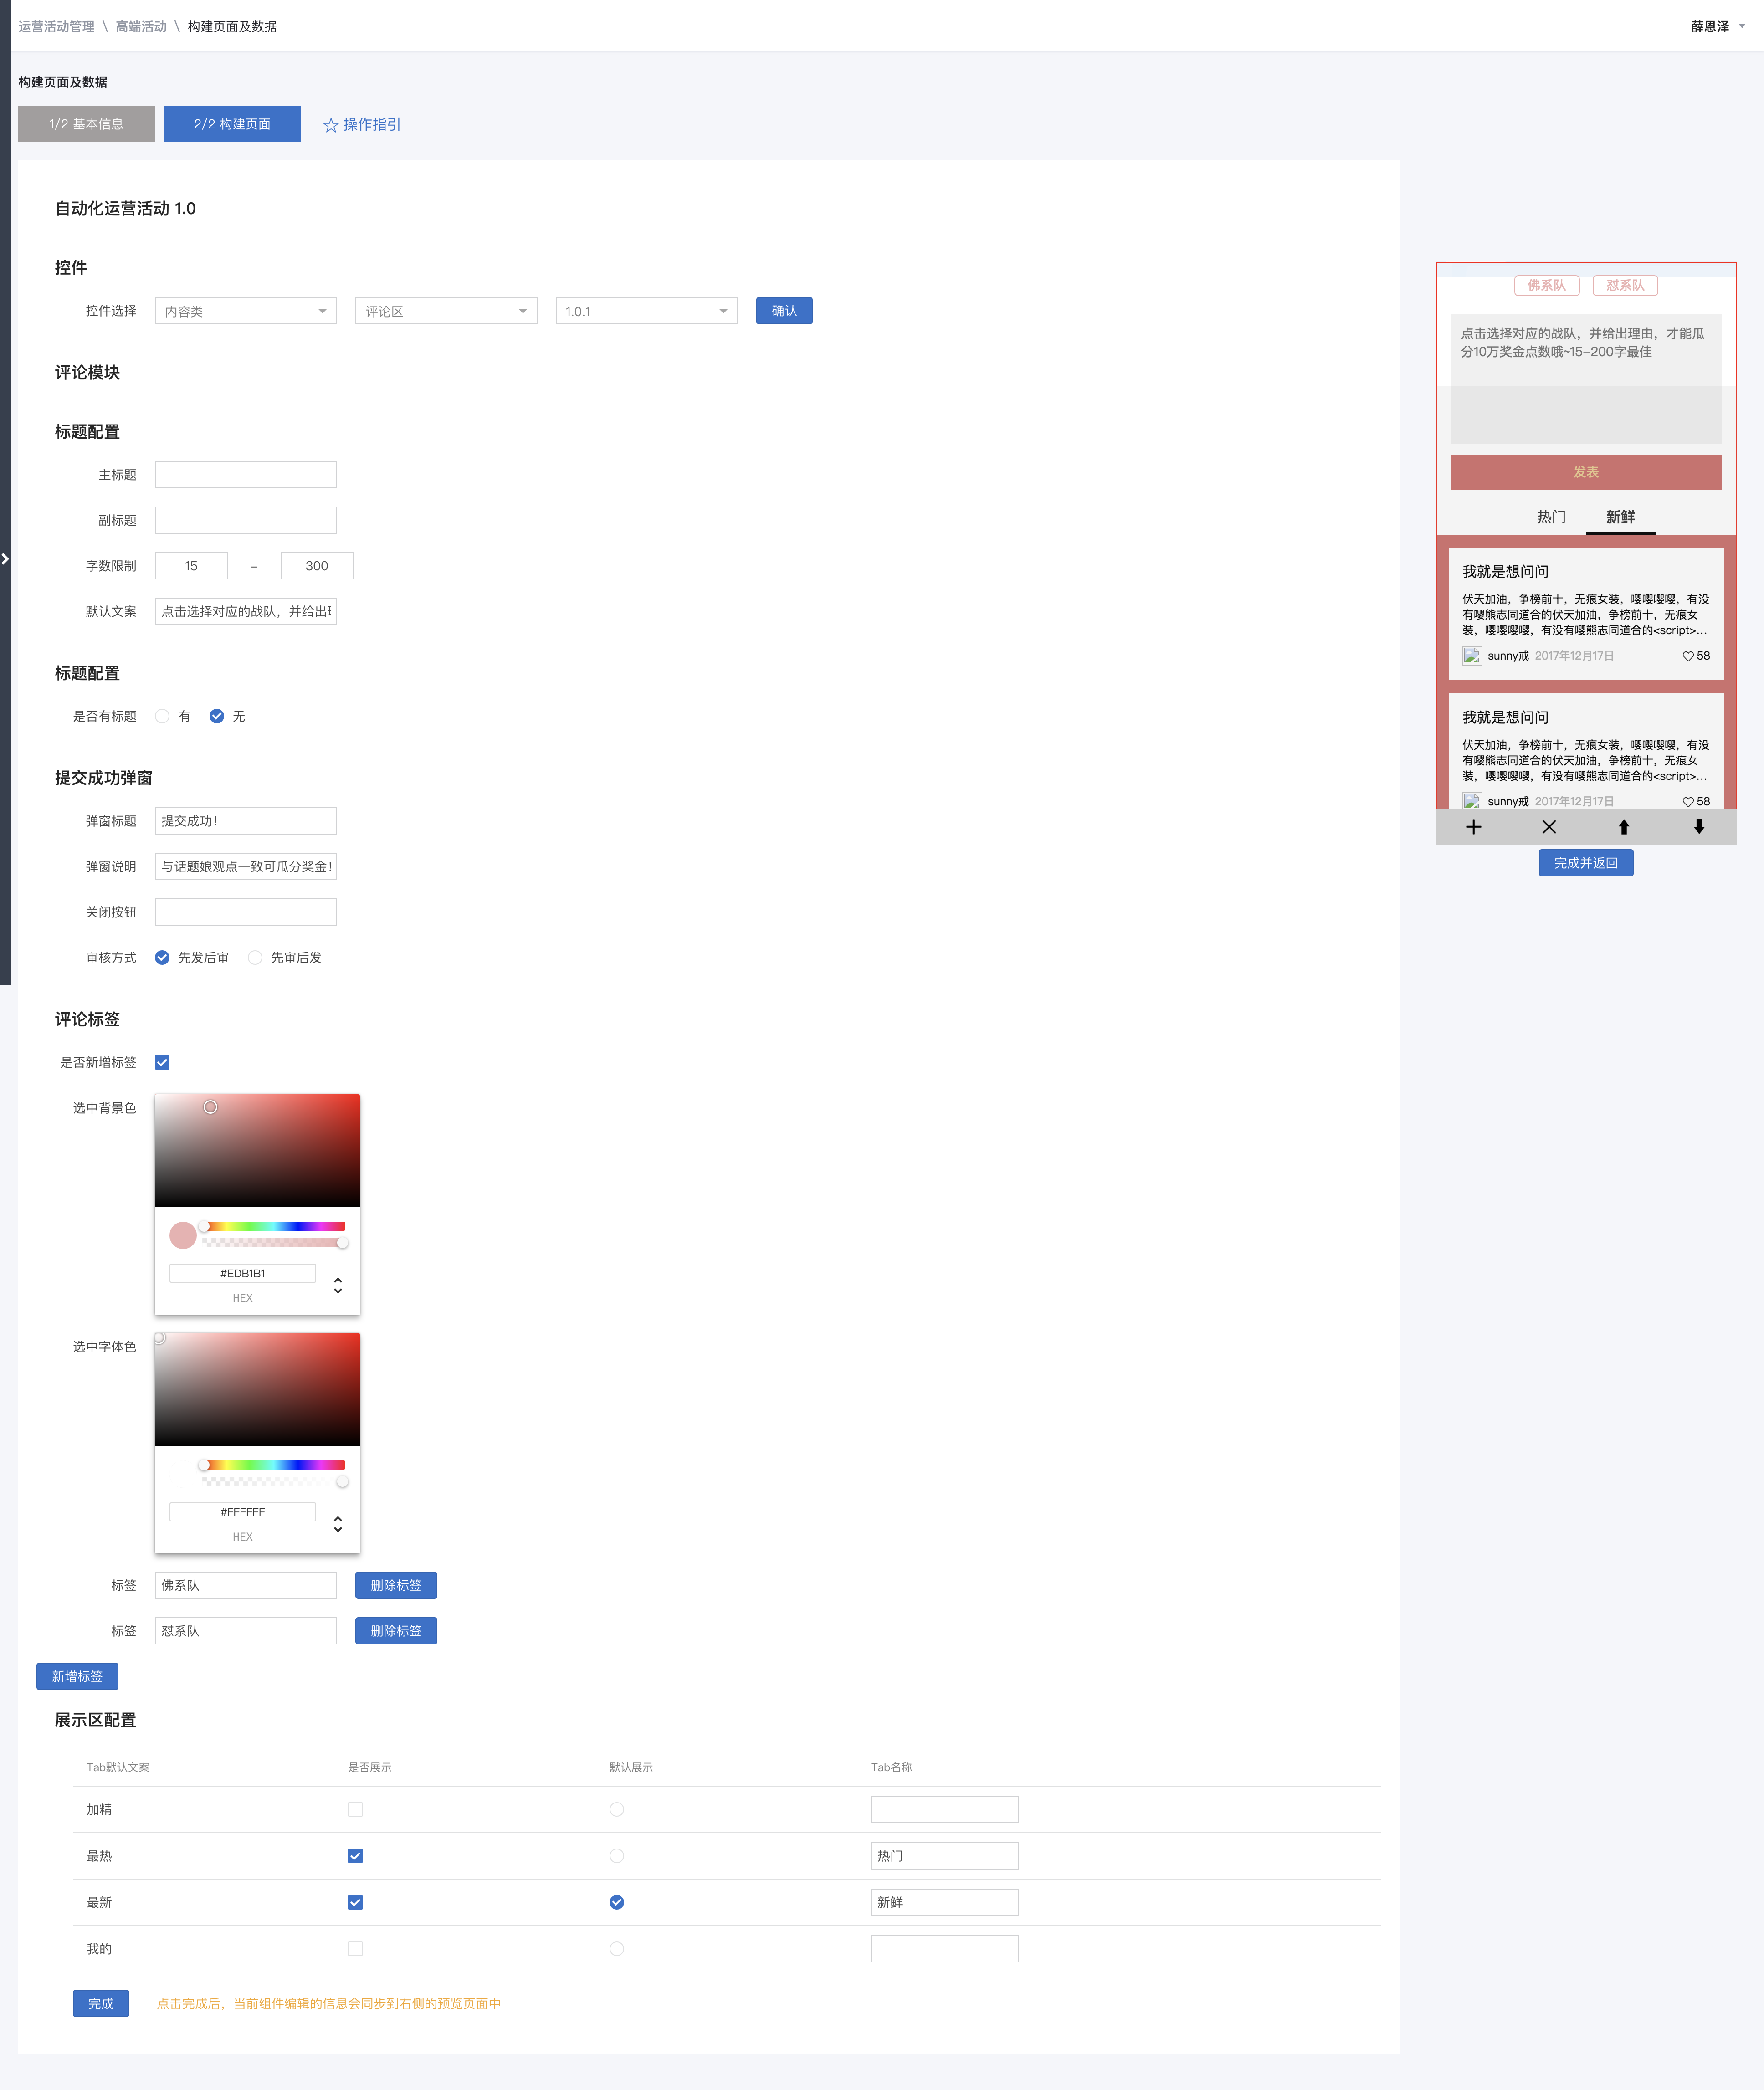 运营活动管理 \ 高端活动 \ 构建页面及数据
薛恩泽
构建页面及数据
1/2 基本信息
2/2 构建页面
☆ 操作指引
自动化运营活动 1.0
控件
控件选择 内容类 评论区 1.0.1 确认
评论模块
标题配置
主标题
副标题
字数限制 15 – 300
默认文案 点击选择对应的战队，并给出
标题配置
是否有标题 有 无
提交成功弹窗
弹窗标题 提交成功！
弹窗说明 与话题娘观点一致可瓜分奖金！
关闭按钮
审核方式 先发后审 先审后发
评论标签
是否新增标签
选中背景色
#EDB1B1
HEX
选中字体色
#FFFFFF
HEX
标签 佛系队 删除标签
标签 怼系队 删除标签
新增标签
展示区配置
Tab默认文案 是否展示 默认展示 Tab名称
加精
最热 热门
最新 新鲜
我的
完成 点击完成后，当前组件编辑的信息会同步到右侧的预览页面中
佛系队 怼系队
点击选择对应的战队，并给出理由，才能瓜
分10万奖金点数哦~15-200字最佳
发表
热门 新鲜
我就是想问问
伏天加油，争榜前十，无痕女装，嘤嘤嘤嘤，有没
有嘤熊志同道合的伏天加油，争榜前十，无痕女
装，嘤嘤嘤嘤，有没有嘤熊志同道合的<script>...
sunny戒 2017年12月17日 58
我就是想问问
伏天加油，争榜前十，无痕女装，嘤嘤嘤嘤，有没
有嘤熊志同道合的伏天加油，争榜前十，无痕女
装，嘤嘤嘤嘤，有没有嘤熊志同道合的<script>...
sunny戒 2017年12月17日 58
完成并返回